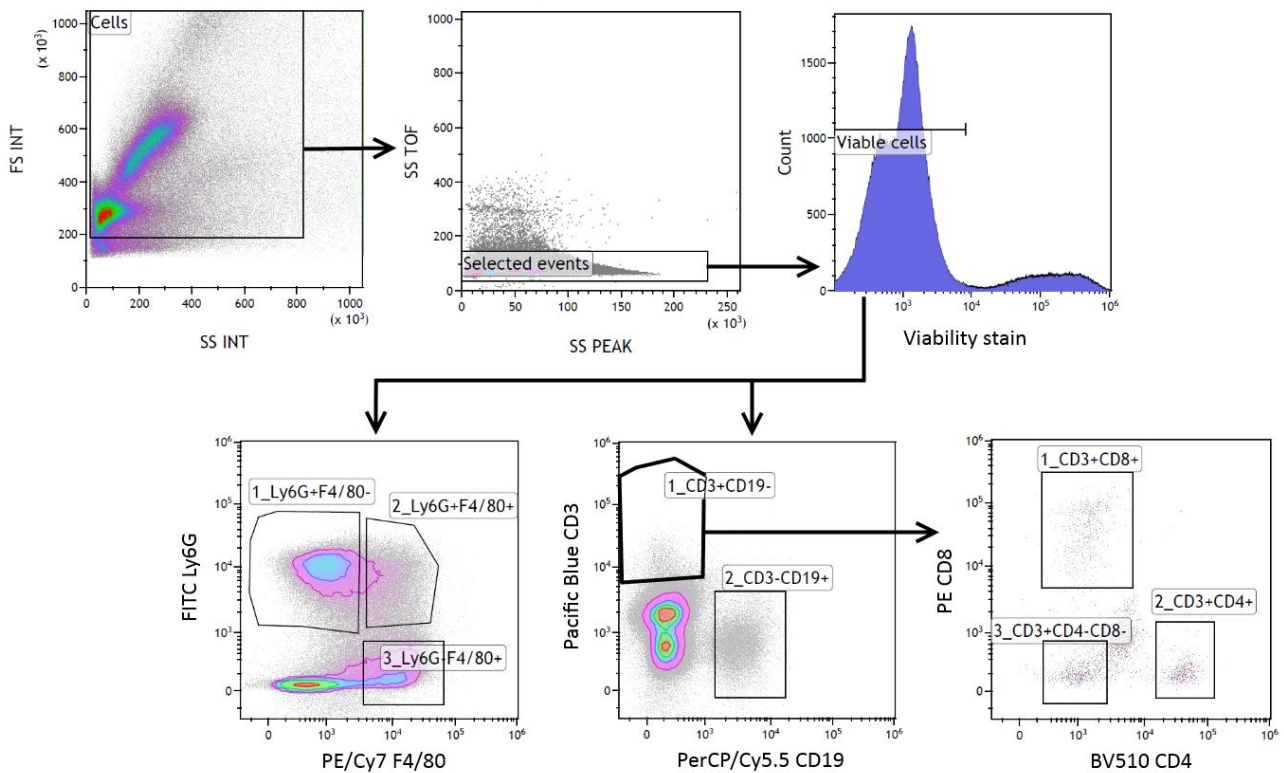 Cells
1000
(x 10³)
800
FS INT
600
400
200
0
0 200 400 600 800 1000
(x 10³)
SS INT
1000
(x 10³)
800
SS TOF
600
400
200
Selected events
0
0 50 100 150 200 250
(x 10³)
SS PEAK
1500
Count
1000
Viable cells
500
0
10³ 10⁴ 10⁵ 10⁶
Viability stain
10⁶
1_Ly6G+F4/80-
2_Ly6G+F4/80+
10⁵
FITC Ly6G
10⁴
10³
3_Ly6G-F4/80+
0
0 10³ 10⁴ 10⁵ 10⁶
PE/Cy7 F4/80
10⁶
1_CD3+CD19-
10⁵
Pacific Blue CD3
10⁴
2_CD3-CD19+
10³
0
0 10³ 10⁴ 10⁵ 10⁶
PerCP/Cy5.5 CD19
10⁶
1_CD3+CD8+
10⁵
PE CD8
10⁴
2_CD3+CD4+
10³
3_CD3+CD4-CD8-
0
0 10³ 10⁴ 10⁵ 10⁶
BV510 CD4